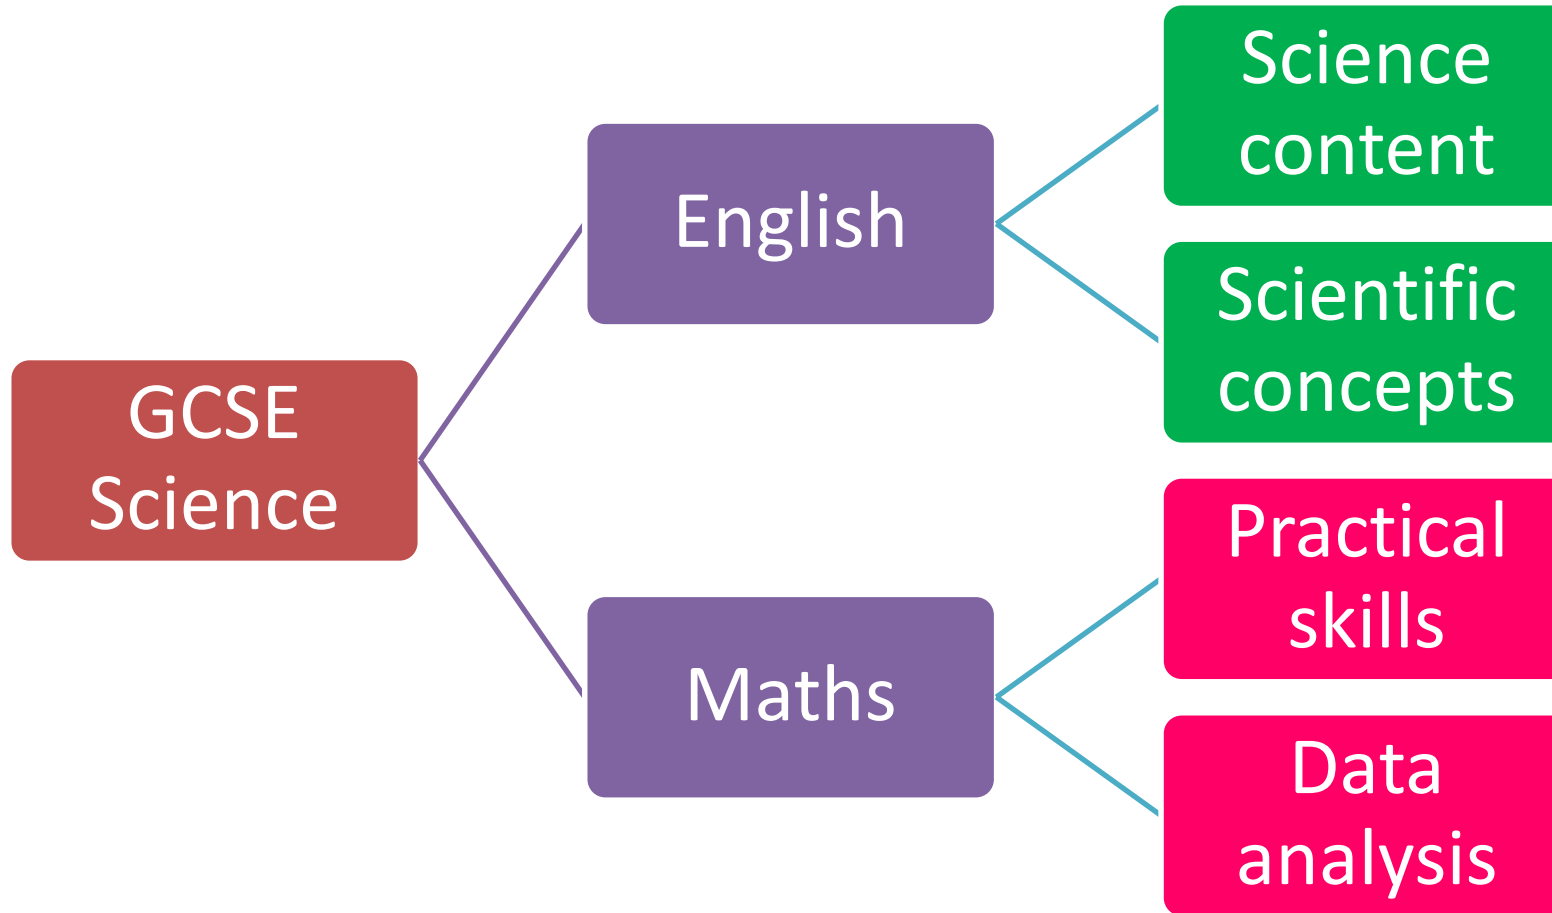 GCSE
Science
English
Maths
Science
content
Scientific
concepts
Practical
skills
Data
analysis